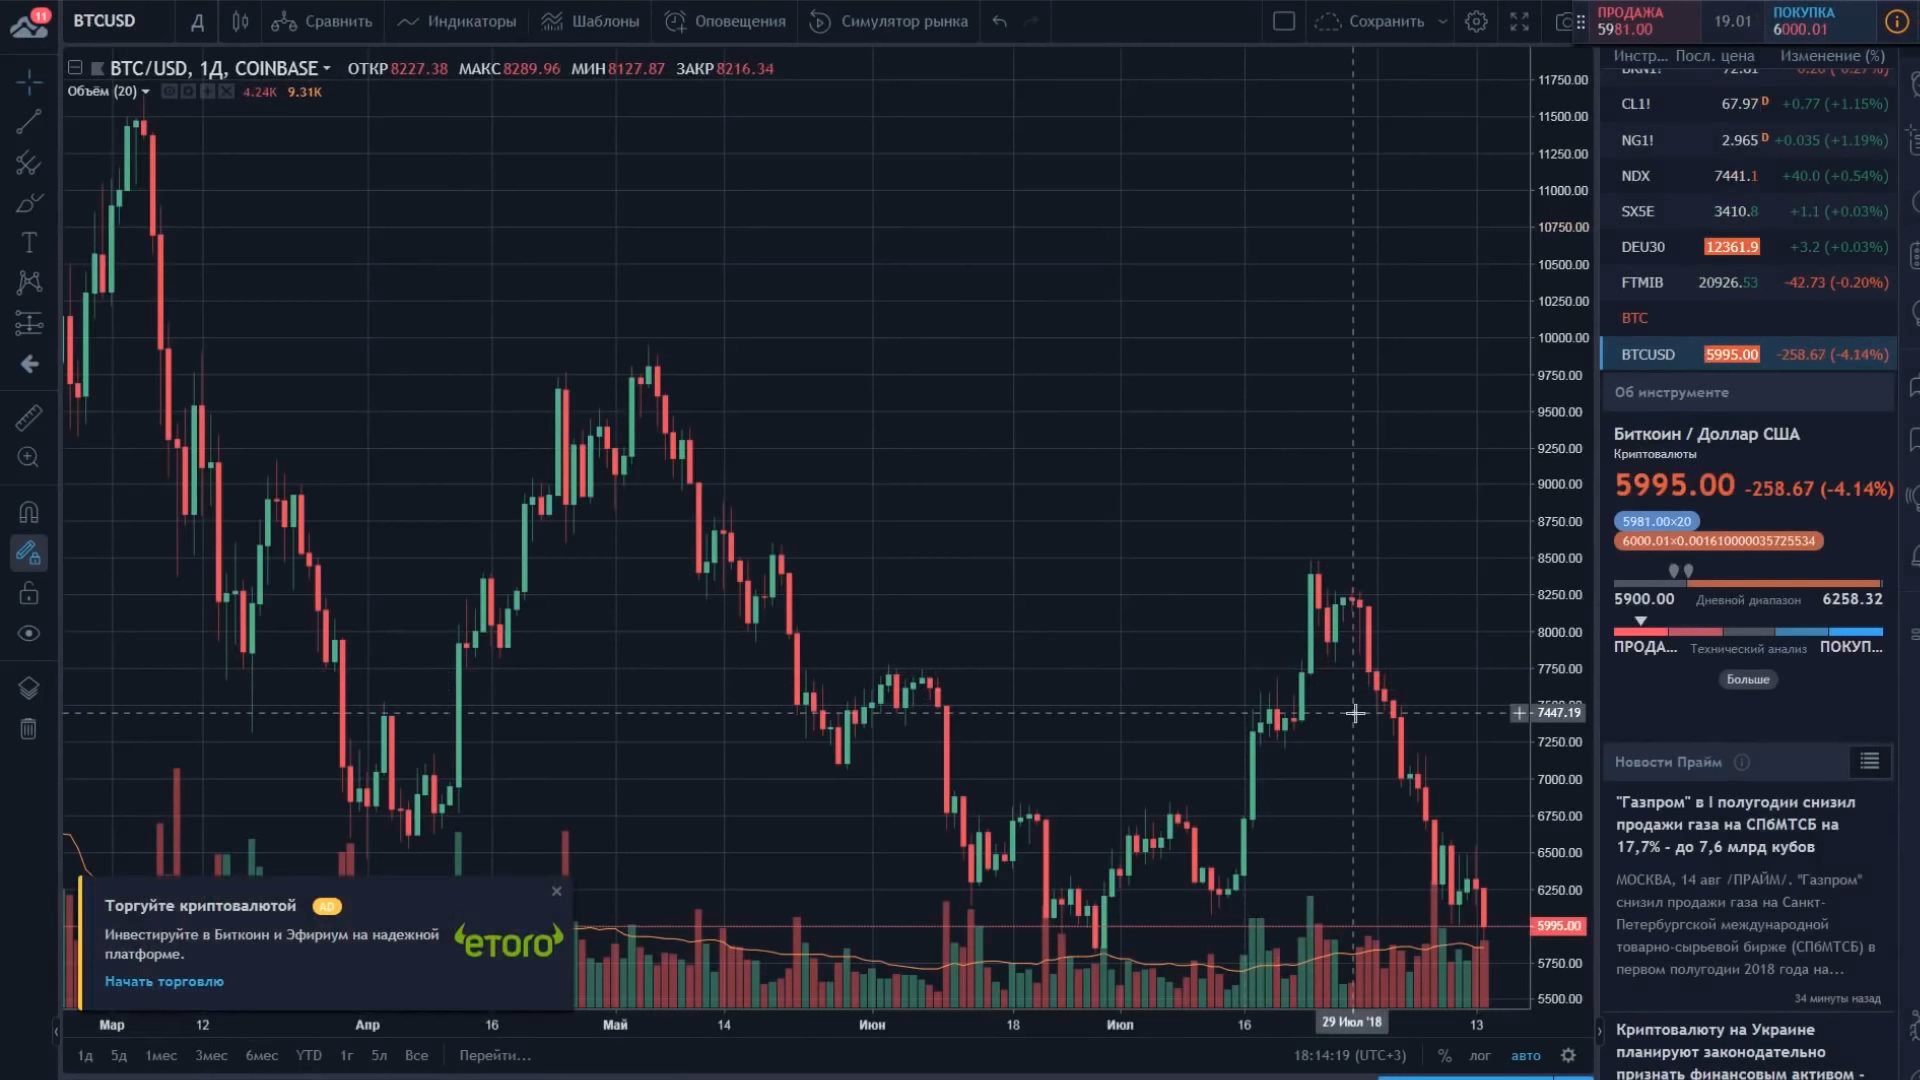 11
BTCUSD
Д
Сравнить
Индикаторы
Шаблоны
Оповещения
Симулятор рынка
Сохранить
ПРОДАЖА
5981.00
19.01
ПОКУПКА
6000.01
BTC/USD, 1Д, COINBASE
ОТКР 8227.38 МАКС 8289.96 МИН 8127.87 ЗАКР 8216.34
Объём (20)
4.24K 9.31K
11750.00
11500.00
11250.00
11000.00
10750.00
10500.00
10250.00
10000.00
9750.00
9500.00
9250.00
9000.00
8750.00
8500.00
8250.00
8000.00
7750.00
7447.19
7250.00
7000.00
6750.00
6500.00
6250.00
5995.00
5750.00
5500.00
Торгуйте криптовалютой AD
Инвестируйте в Биткоин и Эфириум на надежной
платформе.
Начать торговлю
eToro
Мар 12 Апр 16 Май 14 Июн 18 Июл 16 29 Июл '18 13
1д 5д 1мес 3мес 6мес YTD 1г 5л Все Перейти...
18:14:19 (UTC+3) % лог авто
Инстр... Посл. цена Изменение (%)
CL1! 67.97 D +0.77 (+1.15%)
NG1! 2.965 D +0.035 (+1.19%)
NDX 7441.1 +40.0 (+0.54%)
SX5E 3410.8 +1.1 (+0.03%)
DEU30 12361.9 +3.2 (+0.03%)
FTMIB 20926.53 -42.73 (-0.20%)
BTC
BTCUSD 5995.00 -258.67 (-4.14%)
Об инструменте
Биткоин / Доллар США
Криптовалюты
5995.00 -258.67 (-4.14%)
5981.00×20
6000.01×0.001610000035725534
5900.00 Дневной диапазон 6258.32
ПРОДА... Технический анализ ПОКУП...
Больше
Новости Прайм
"Газпром" в I полугодии снизил
продажи газа на СПбМТСБ на
17,7% - до 7,6 млрд кубов
МОСКВА, 14 авг /ПРАЙМ/. "Газпром"
снизил продажи газа на Санкт-
Петербургской международной
товарно-сырьевой бирже (СПбМТСБ) в
первом полугодии 2018 года на...
34 минуты назад
Криптовалюту на Украине
планируют законодательно
признать финансовым активом -